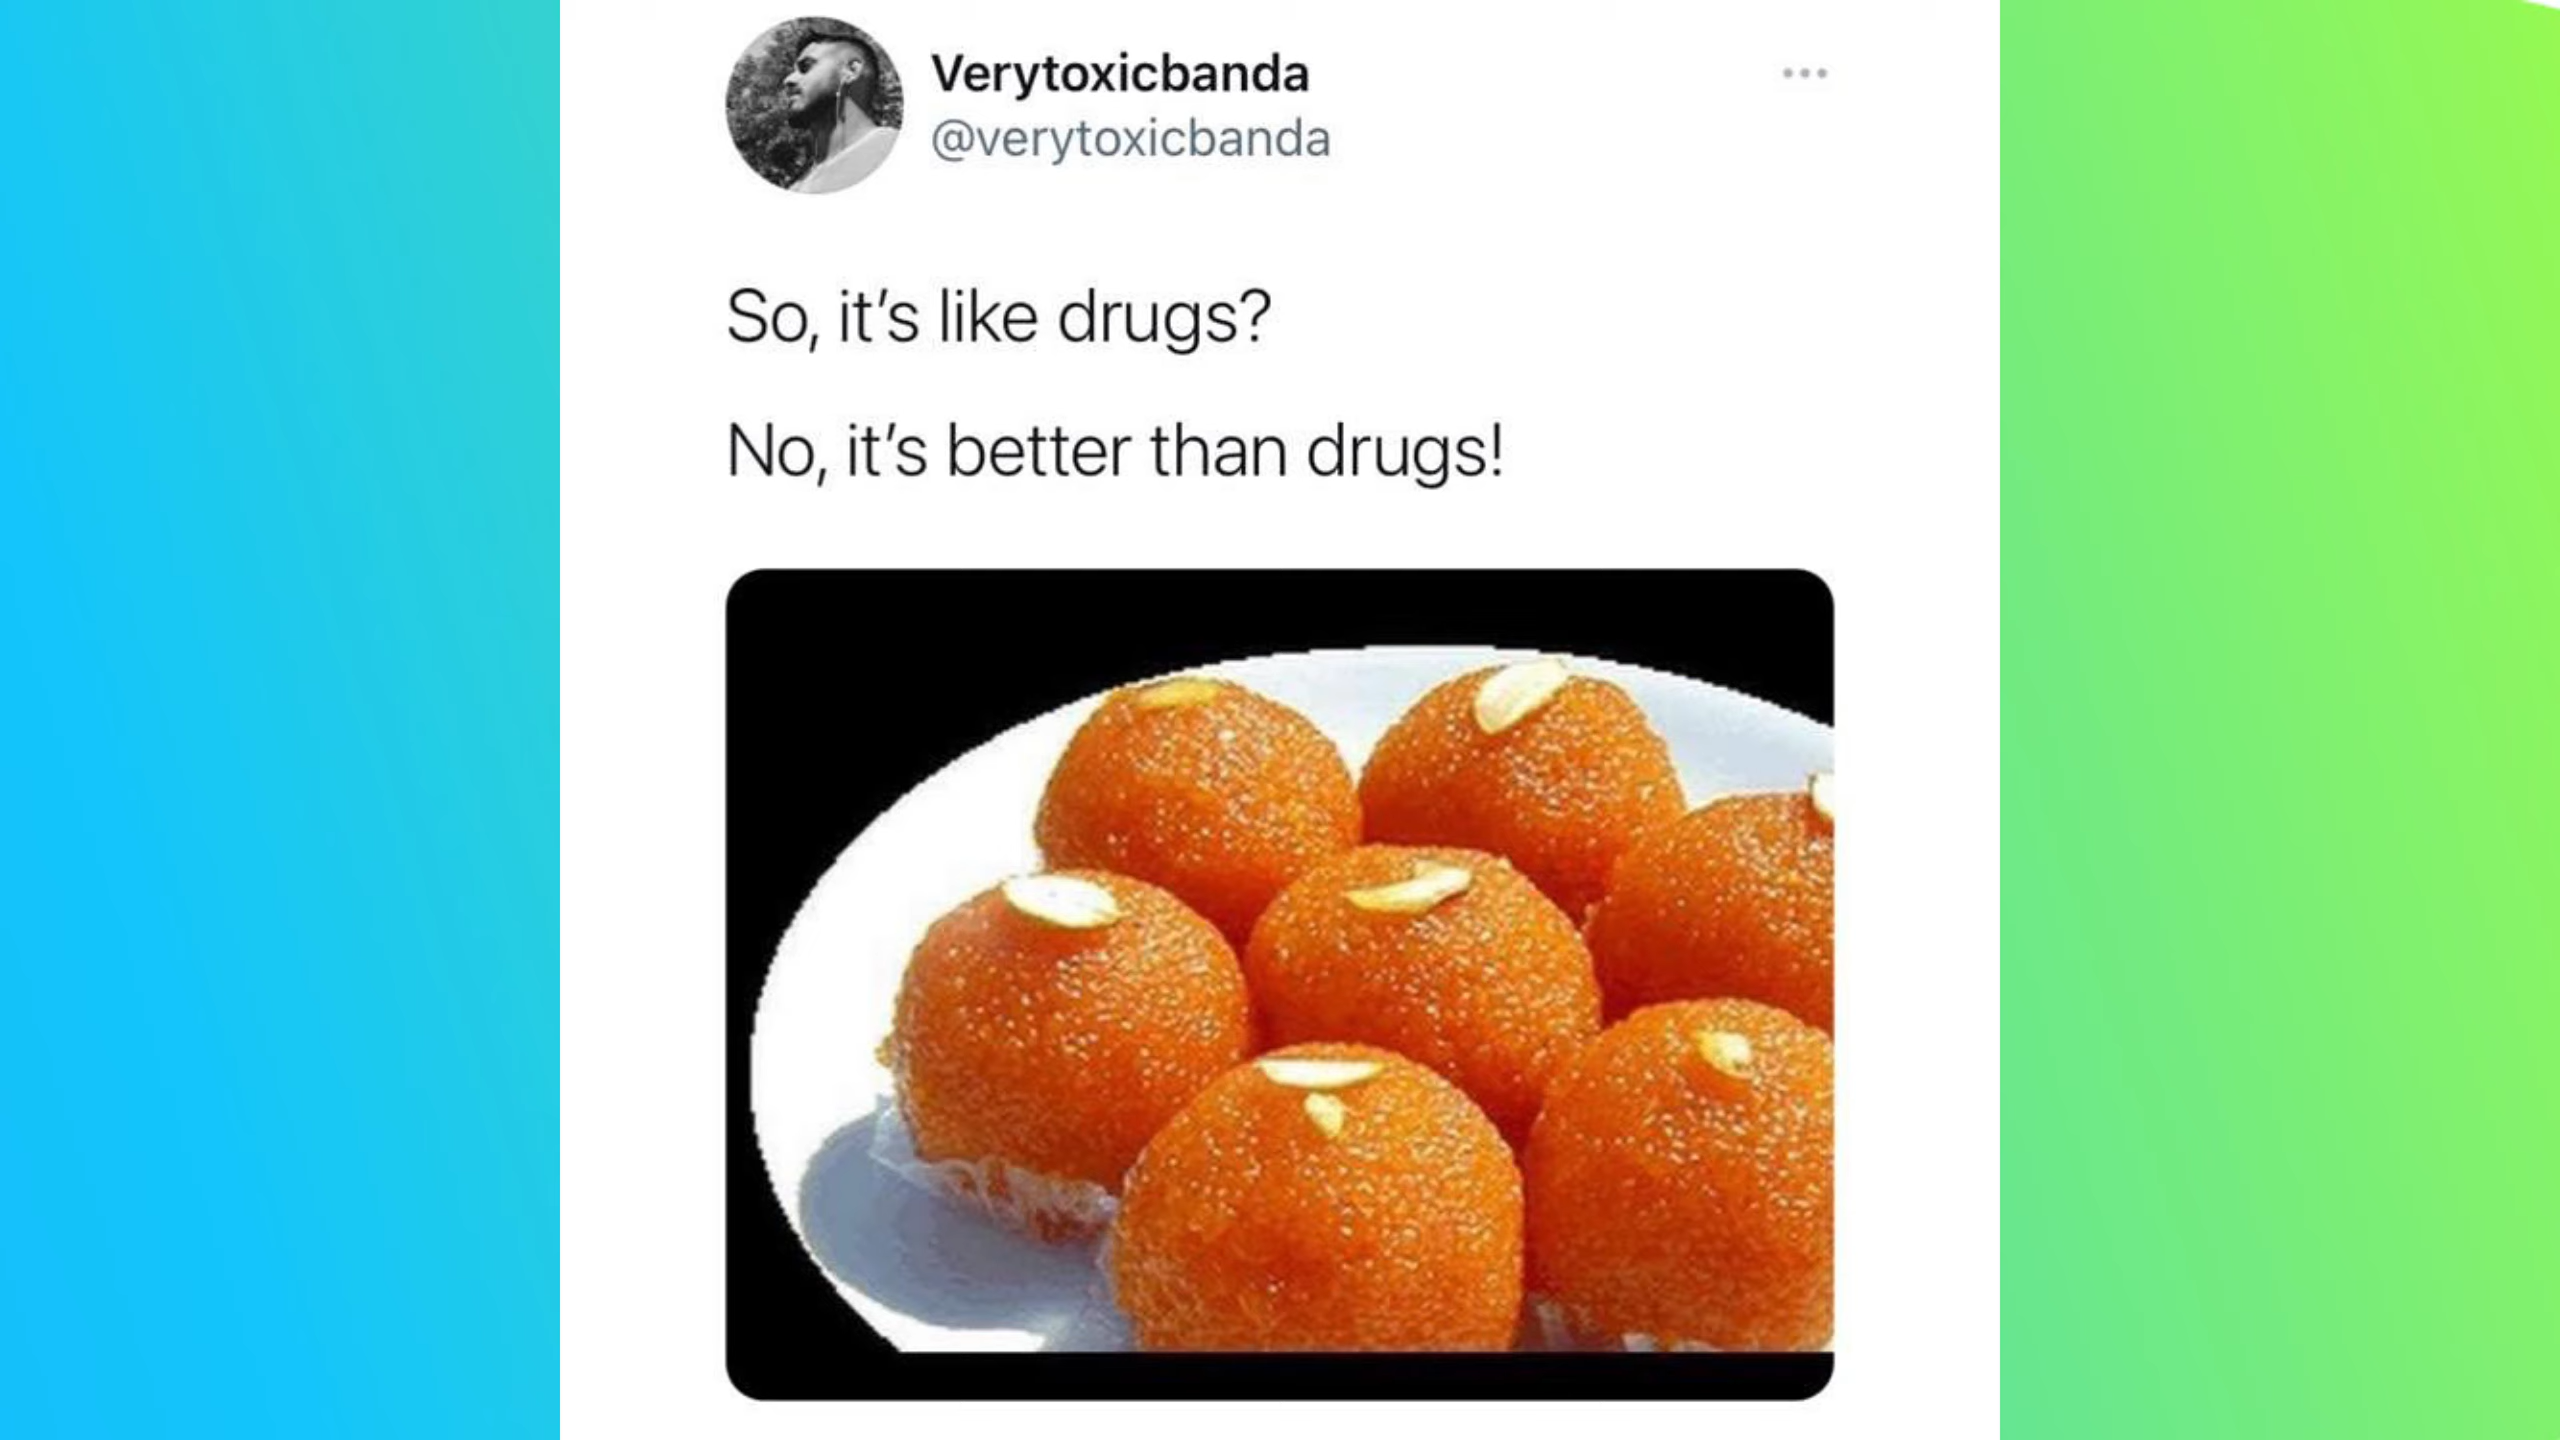 Verytoxicbanda
@verytoxicbanda
So, it’s like drugs?
No, it’s better than drugs!